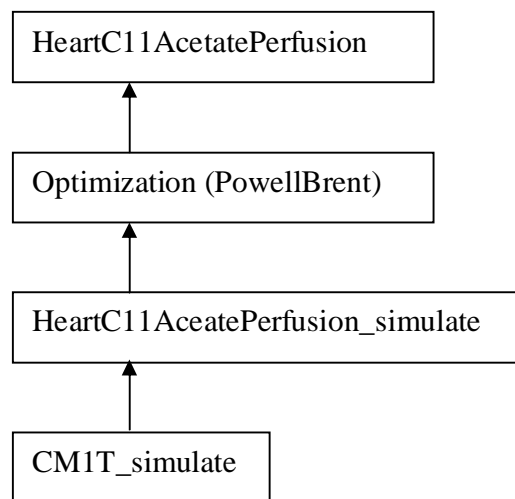 HeartC11AcetatePerfusion
Optimization (PowellBrent)
HeartC11AceatePerfusion_simulate
CM1T_simulate